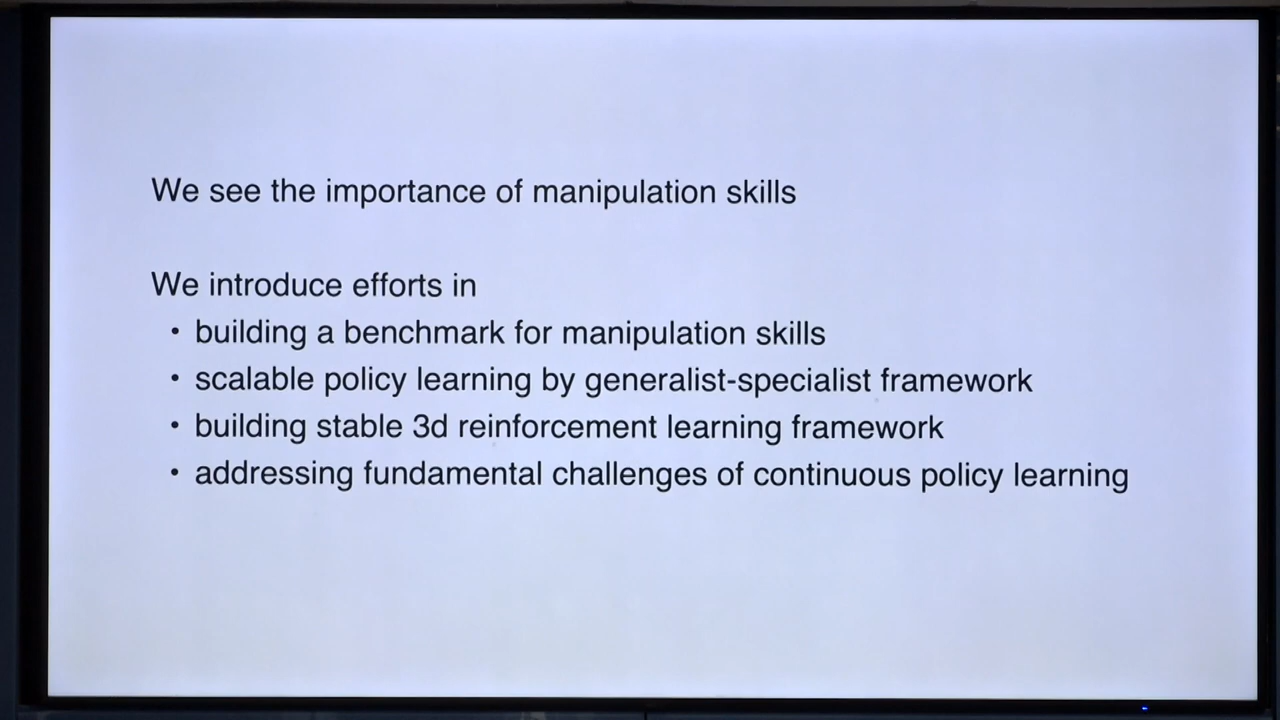 We see the importance of manipulation skills
We introduce efforts in
• building a benchmark for manipulation skills
• scalable policy learning by generalist-specialist framework
• building stable 3d reinforcement learning framework
• addressing fundamental challenges of continuous policy learning